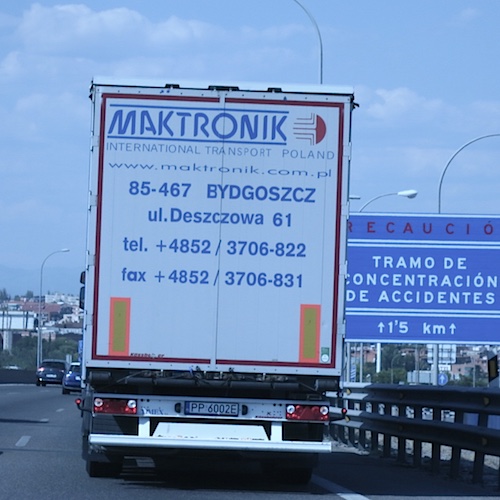 MAKTRONIK
INTERNATIONAL TRANSPORT POLAND
www.maktronik.com.pl
85-467 BYDGOSZCZ
ul.Deszczowa 61
tel. +4852 / 3706-822
fax +4852 / 3706-831
PP 6002E
RECAUCIÓ
TRAMO DE
CONCENTRACIÓN
DE ACCIDENTES
↑1'5 km↑